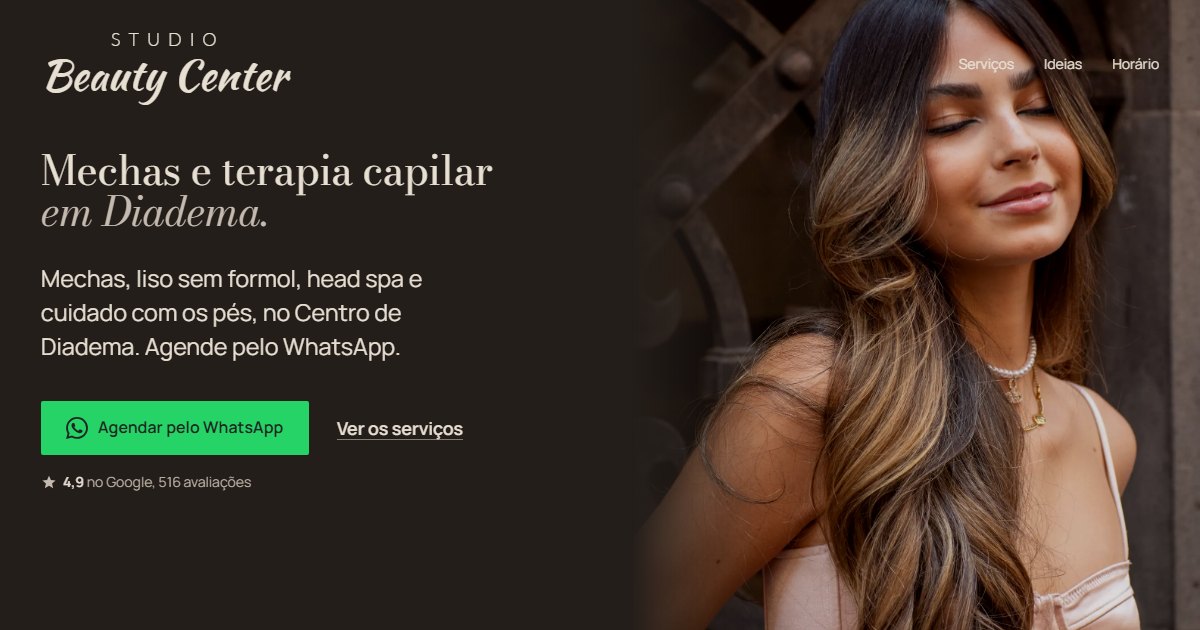 STUDIO
Beauty Center
Serviços Ideias Horário
Mechas e terapia capilar
em Diadema.
Mechas, liso sem formol, head spa e
cuidado com os pés, no Centro de
Diadema. Agende pelo WhatsApp.
Agendar pelo WhatsApp Ver os serviços
4,9 no Google, 516 avaliações